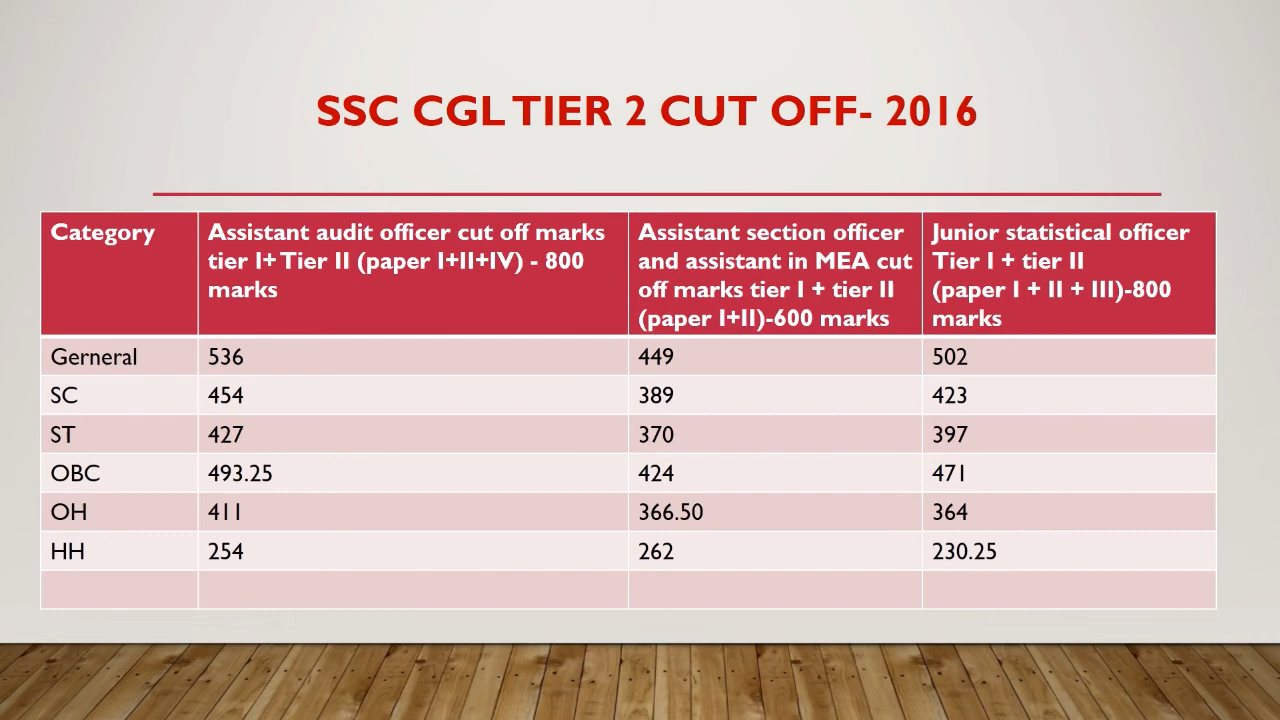 SSC CGL TIER 2 CUT OFF- 2016
Category
Assistant audit officer cut off marks
tier I+ Tier II (paper I+II+IV) - 800
marks
Assistant section officer
and assistant in MEA cut
off marks tier I + tier II
(paper I+II)-600 marks
Junior statistical officer
Tier I + tier II
(paper I + II + III)-800
marks
Gerneral 536 449 502
SC 454 389 423
ST 427 370 397
OBC 493.25 424 471
OH 411 366.50 364
HH 254 262 230.25